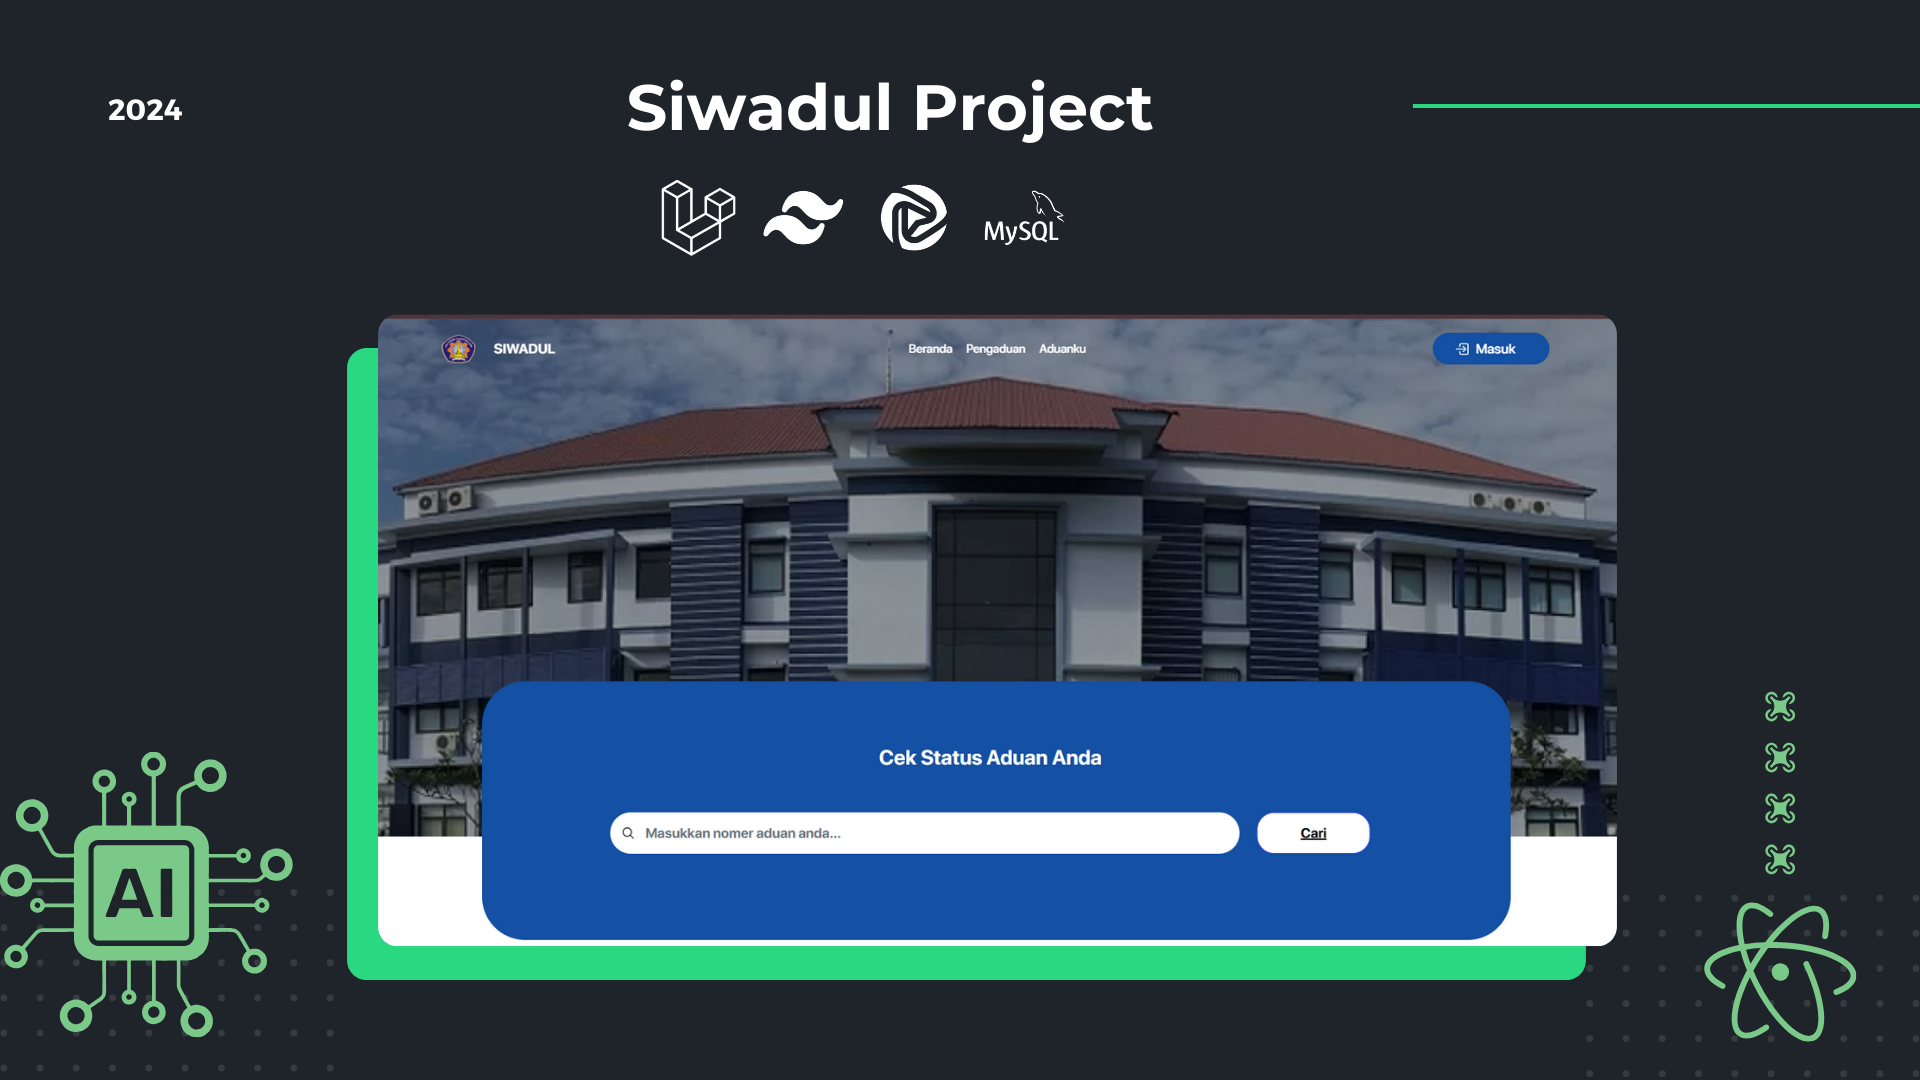 2024
Siwadul Project
MySQL
SIWADUL
Beranda Pengaduan Aduanku
Masuk
Cek Status Aduan Anda
Masukkan nomer aduan anda...
Cari
AI